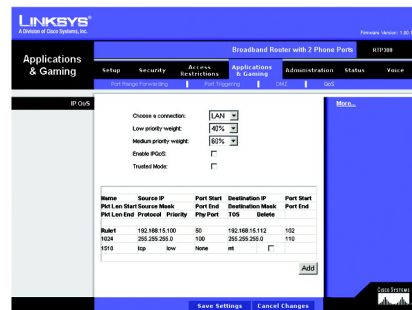 LINKSYS®
A Division of Cisco Systems, Inc.
Firmware Version: 1.00.
Broadband Router with 2 Phone Ports RTP300
Applications & Gaming
Setup Security Access Restrictions Applications & Gaming Administration Status Voice
Port Range Forwarding Port Triggering DMZ QoS
IP QoS
More...
Choose a connection: LAN
Low priority weight: 40%
Medium priority weight: 60%
Enable IPQoS:
Trusted Mode:
Name Source IP Port Start Destination IP Port Start
Pkt Len Start Source Mask Port End Destination Mask Port End
Pkt Len End Protocol Priority Phy Port TOS Delete
Rule1 192.168.15.100 50 192.168.15.112 102
1024 255.255.255.0 100 255.255.255.0 110
1510 tcp low None mt
Add
Save Settings Cancel Changes
CISCO SYSTEMS